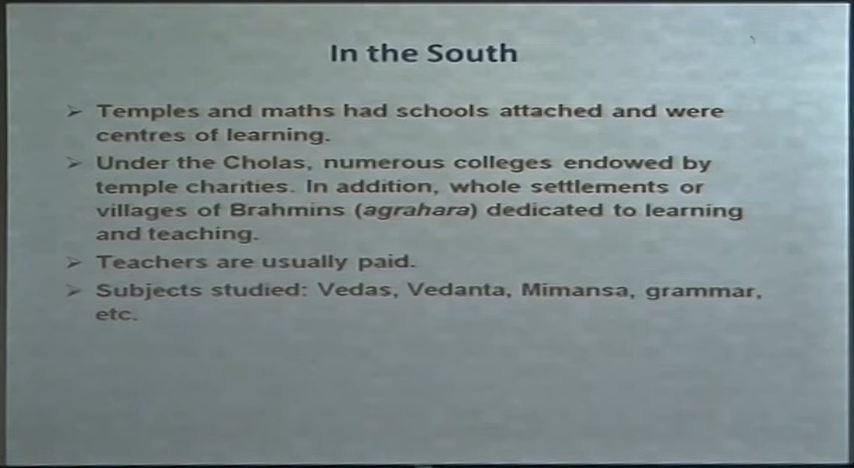 In the South
➢ Temples and maths had schools attached and were
centres of learning.
➢ Under the Cholas, numerous colleges endowed by
temple charities. In addition, whole settlements or
villages of Brahmins (agrahara) dedicated to learning
and teaching.
➢ Teachers are usually paid.
➢ Subjects studied: Vedas, Vedanta, Mimansa, grammar,
etc.